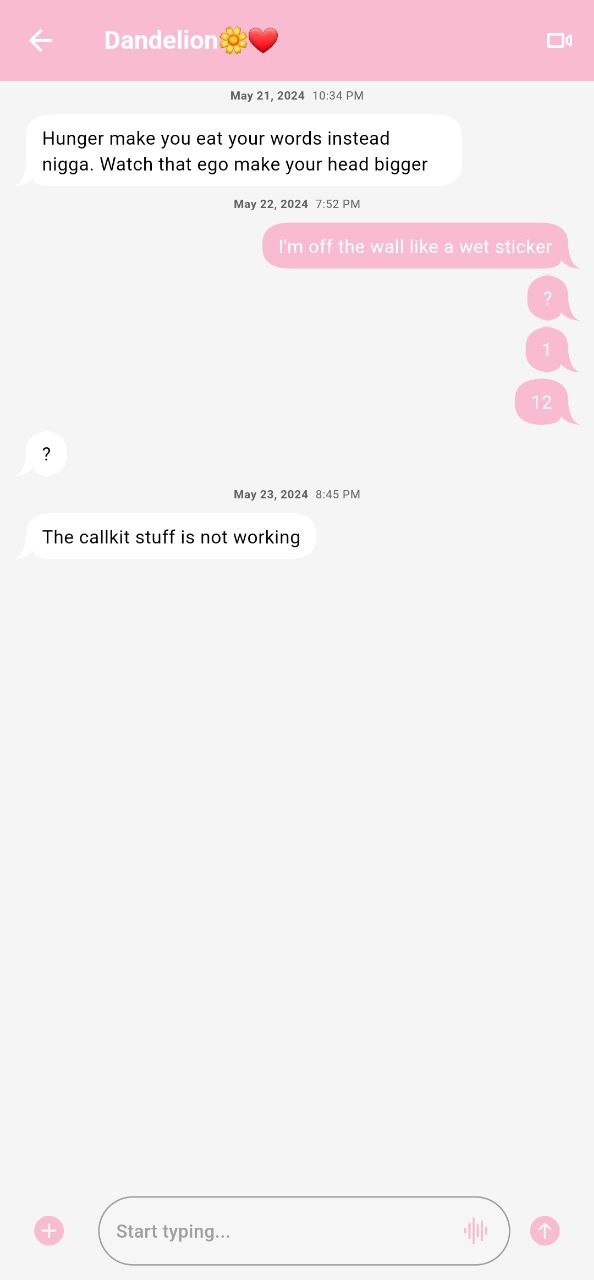 Dandelion🌼❤️
May 21, 2024 10:34 PM
Hunger make you eat your words instead
nigga. Watch that ego make your head bigger
May 22, 2024 7:52 PM
I'm off the wall like a wet sticker
?
1
12
?
May 23, 2024 8:45 PM
The callkit stuff is not working
Start typing...